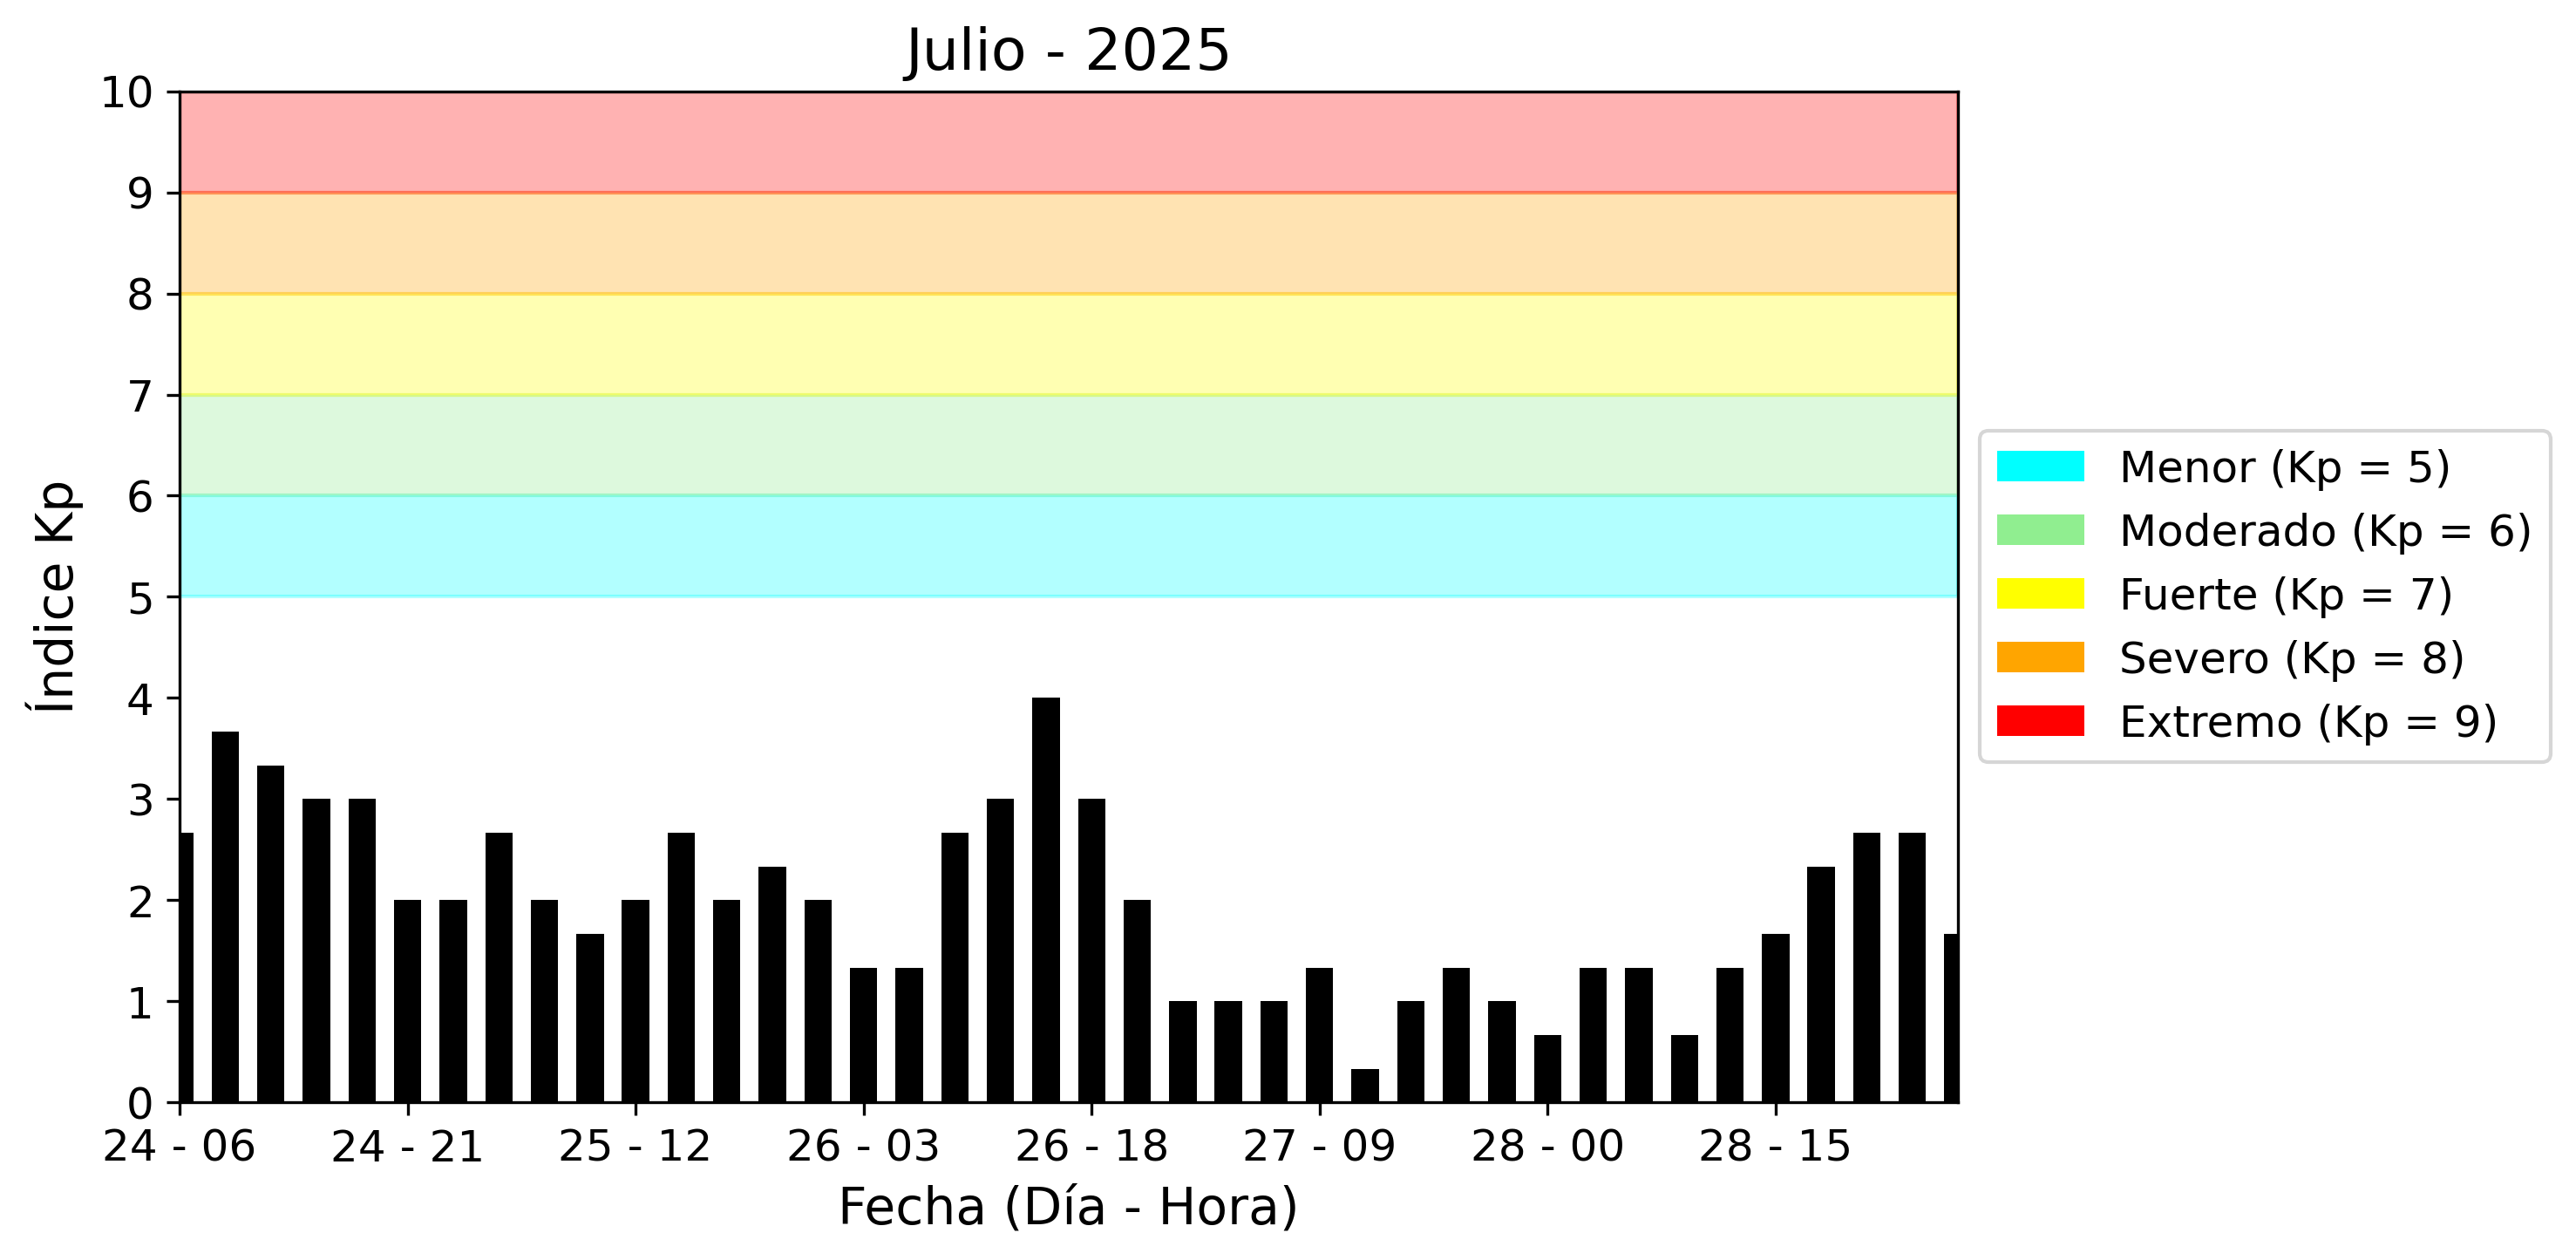 Julio - 2025
10
9
8
7
6
5
4
3
2
1
0
Índice Kp
24 - 06
24 - 21
25 - 12
26 - 03
26 - 18
27 - 09
28 - 00
28 - 15
Fecha (Día - Hora)
Menor (Kp = 5)
Moderado (Kp = 6)
Fuerte (Kp = 7)
Severo (Kp = 8)
Extremo (Kp = 9)